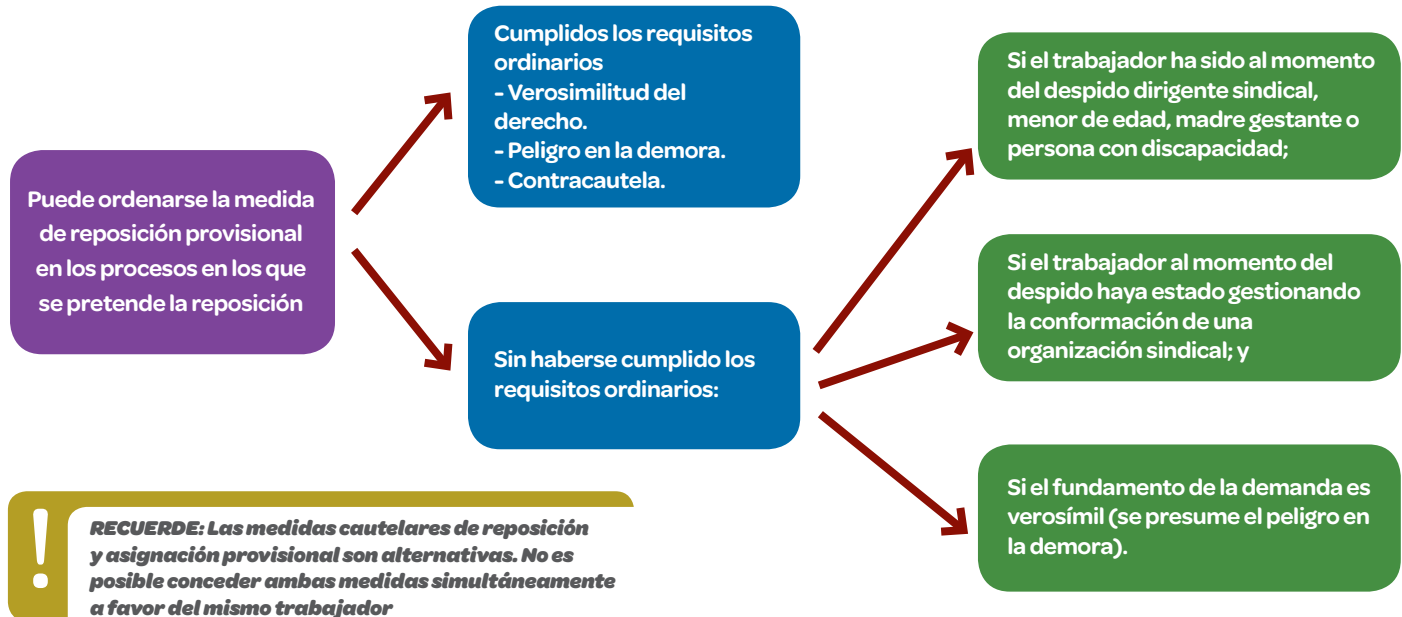 Puede ordenarse la medida
de reposición provisional
en los procesos en los que
se pretende la reposición
Cumplidos los requisitos
ordinarios
- Verosimilitud del
derecho.
- Peligro en la demora.
- Contracautela.
Sin haberse cumplido los
requisitos ordinarios:
Si el trabajador ha sido al momento
del despido dirigente sindical,
menor de edad, madre gestante o
persona con discapacidad;
Si el trabajador al momento del
despido haya estado gestionando
la conformación de una
organización sindical; y
Si el fundamento de la demanda es
verosímil (se presume el peligro en
la demora).
!
RECUERDE: Las medidas cautelares de reposición
y asignación provisional son alternativas. No es
posible conceder ambas medidas simultáneamente
a favor del mismo trabajador